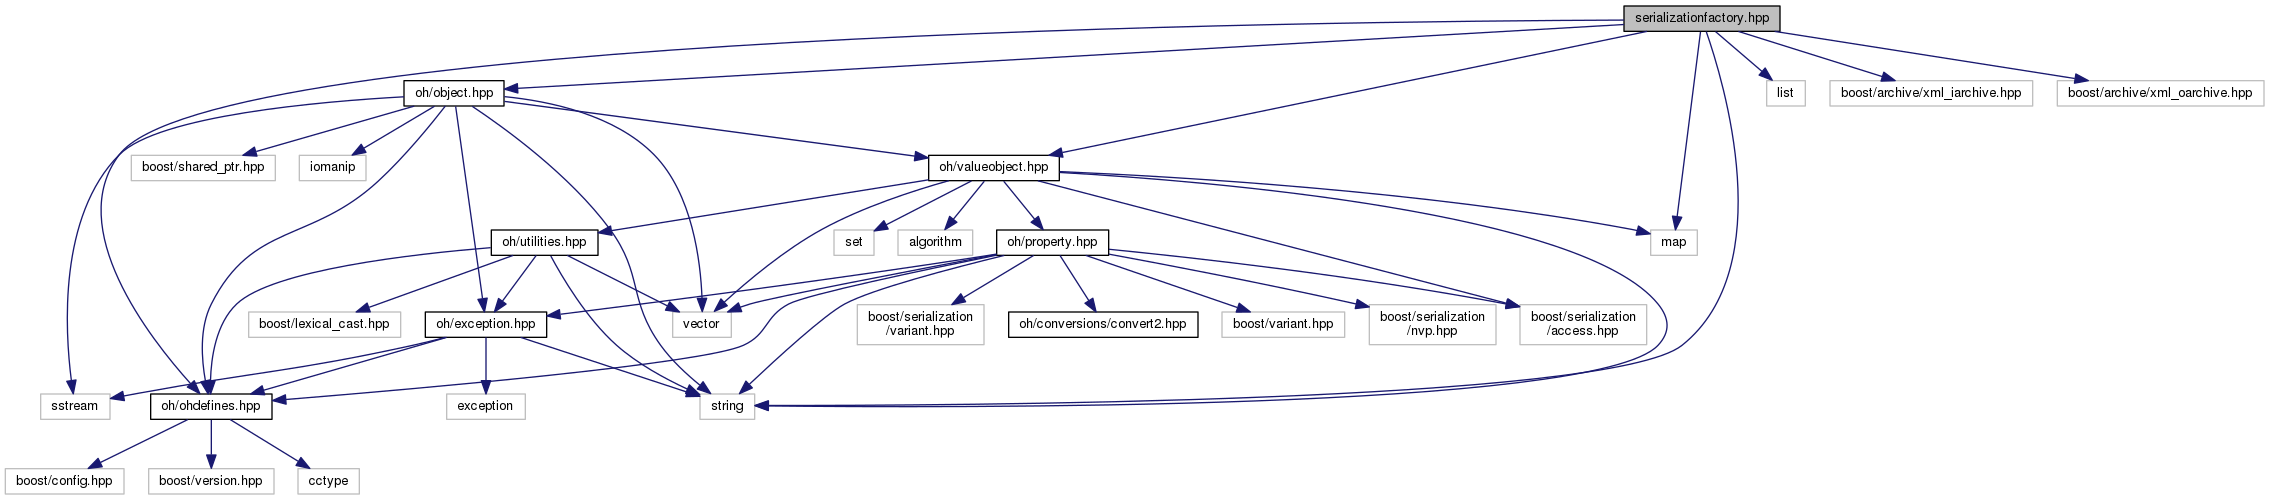 serializationfactory.hpp
oh/object.hpp
list
boost/archive/xml_iarchive.hpp
boost/archive/xml_oarchive.hpp
boost/shared_ptr.hpp
iomanip
oh/valueobject.hpp
oh/utilities.hpp
set
algorithm
oh/property.hpp
map
boost/lexical_cast.hpp
oh/exception.hpp
vector
boost/serialization
/variant.hpp
oh/conversions/convert2.hpp
boost/variant.hpp
boost/serialization
/nvp.hpp
boost/serialization
/access.hpp
sstream
oh/ohdefines.hpp
exception
string
boost/config.hpp
boost/version.hpp
cctype